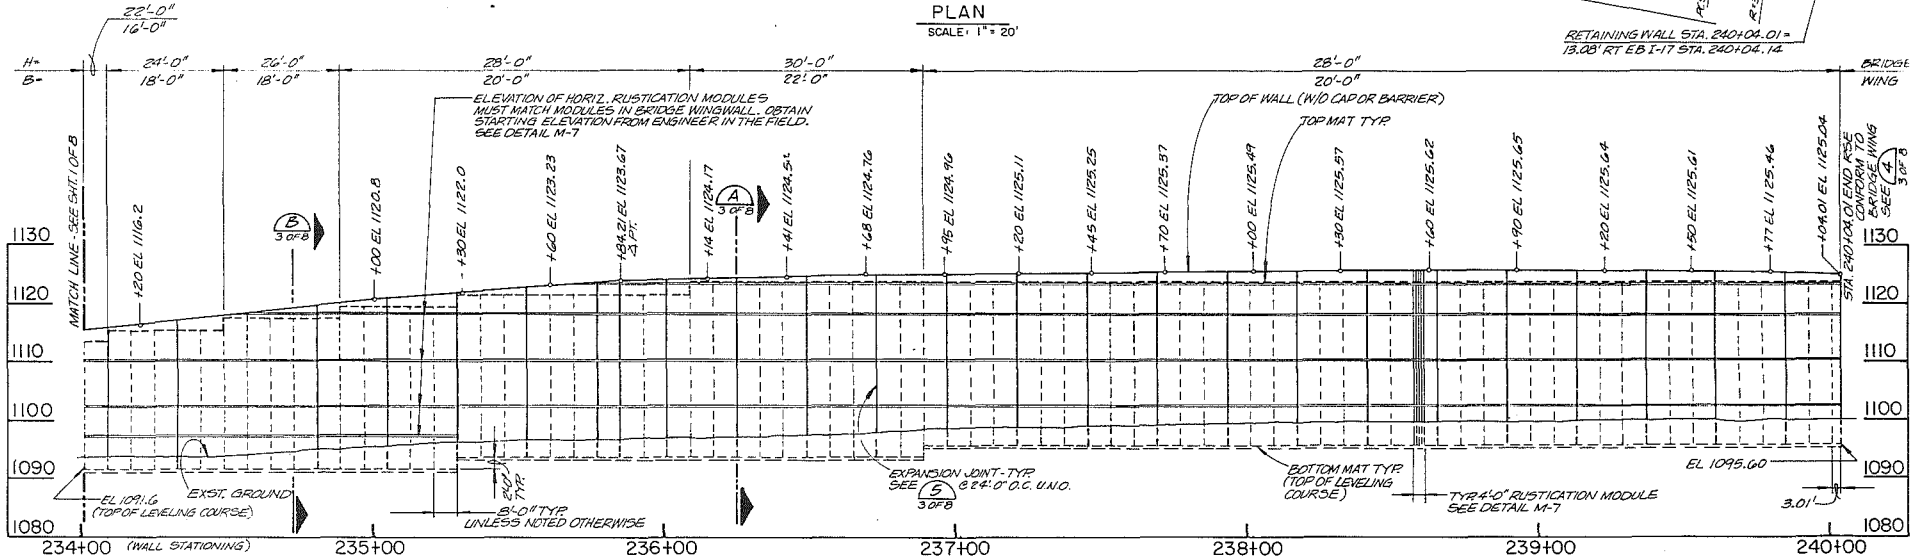 PLAN
SCALE: 1" = 20'
RETAINING WALL STA. 240+04.01 =
13.08' RT EB I-17 STA. 240+04.14
22'-0"
16'-0"
H=
B=
24'-0"
18'-0"
26'-0"
18'-0"
28'-0"
20'-0"
30'-0"
22'-0"
28'-0"
20'-0"
BRIDGE
WING
ELEVATION OF HORIZ. RUSTICATION MODULES
MUST MATCH MODULES IN BRIDGE WINGWALL. OBTAIN
STARTING ELEVATION FROM ENGINEER IN THE FIELD.
SEE DETAIL M-7
TOP OF WALL (W/O CAP OR BARRIER)
TOP MAT TYP.
MATCH LINE - SEE SHT. 1 OF 8
+20 EL 1116.2
B
3 OF 8
+00 EL 1120.8
+30 EL 1122.0
+60 EL 1123.23
+84.21 EL 1123.67
∆ PT.
+14 EL 1124.17
A
3 OF 8
+41 EL 1124.5
+68 EL 1124.76
+95 EL 1124.96
+20 EL 1125.11
+45 EL 1125.25
+70 EL 1125.37
+00 EL 1125.49
+30 EL 1125.57
+60 EL 1125.62
+90 EL 1125.65
+20 EL 1125.64
+50 EL 1125.61
+77 EL 1125.46
+04.01 EL 1125.04
STA. 240+04.01 END RSE
CONFORM TO
BRIDGE WING
SEE 4
3 OF 8
1130
1120
1110
1100
1090
1080
1130
1120
1110
1100
1090
1080
EL 1091.6
(TOP OF LEVELING COURSE)
EXST. GROUND
2'-0"
TYP.
8'-0" TYP.
UNLESS NOTED OTHERWISE
EXPANSION JOINT - TYP.
SEE 5 @ 24'-0" O.C. U.N.O.
3 OF 8
BOTTOM MAT TYP.
(TOP OF LEVELING
COURSE)
TYP. 4'-0" RUSTICATION MODULE
SEE DETAIL M-7
EL 1095.60
3.01'
234+00
(WALL STATIONING)
235+00
236+00
237+00
238+00
239+00
240+00